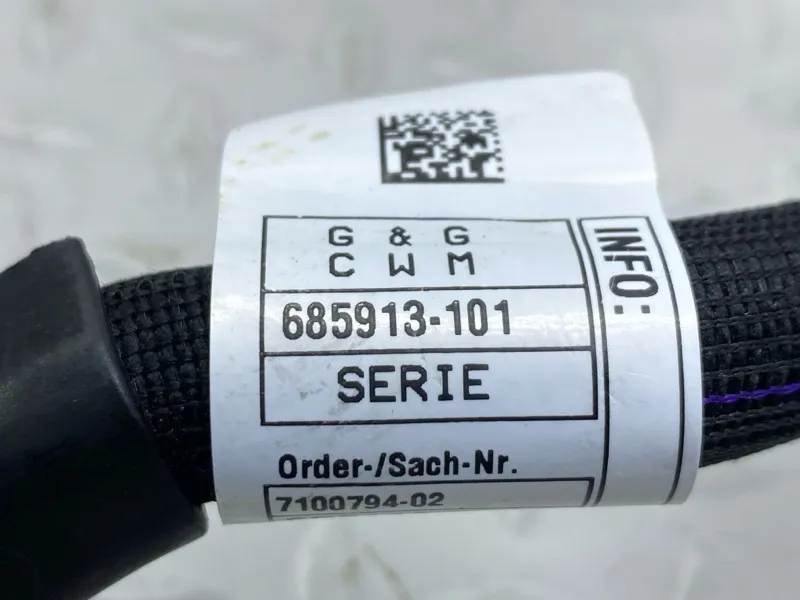 G & G
C W M
685913-101
SERIE
Order-/Sach-Nr.
7100794-02
INFO: